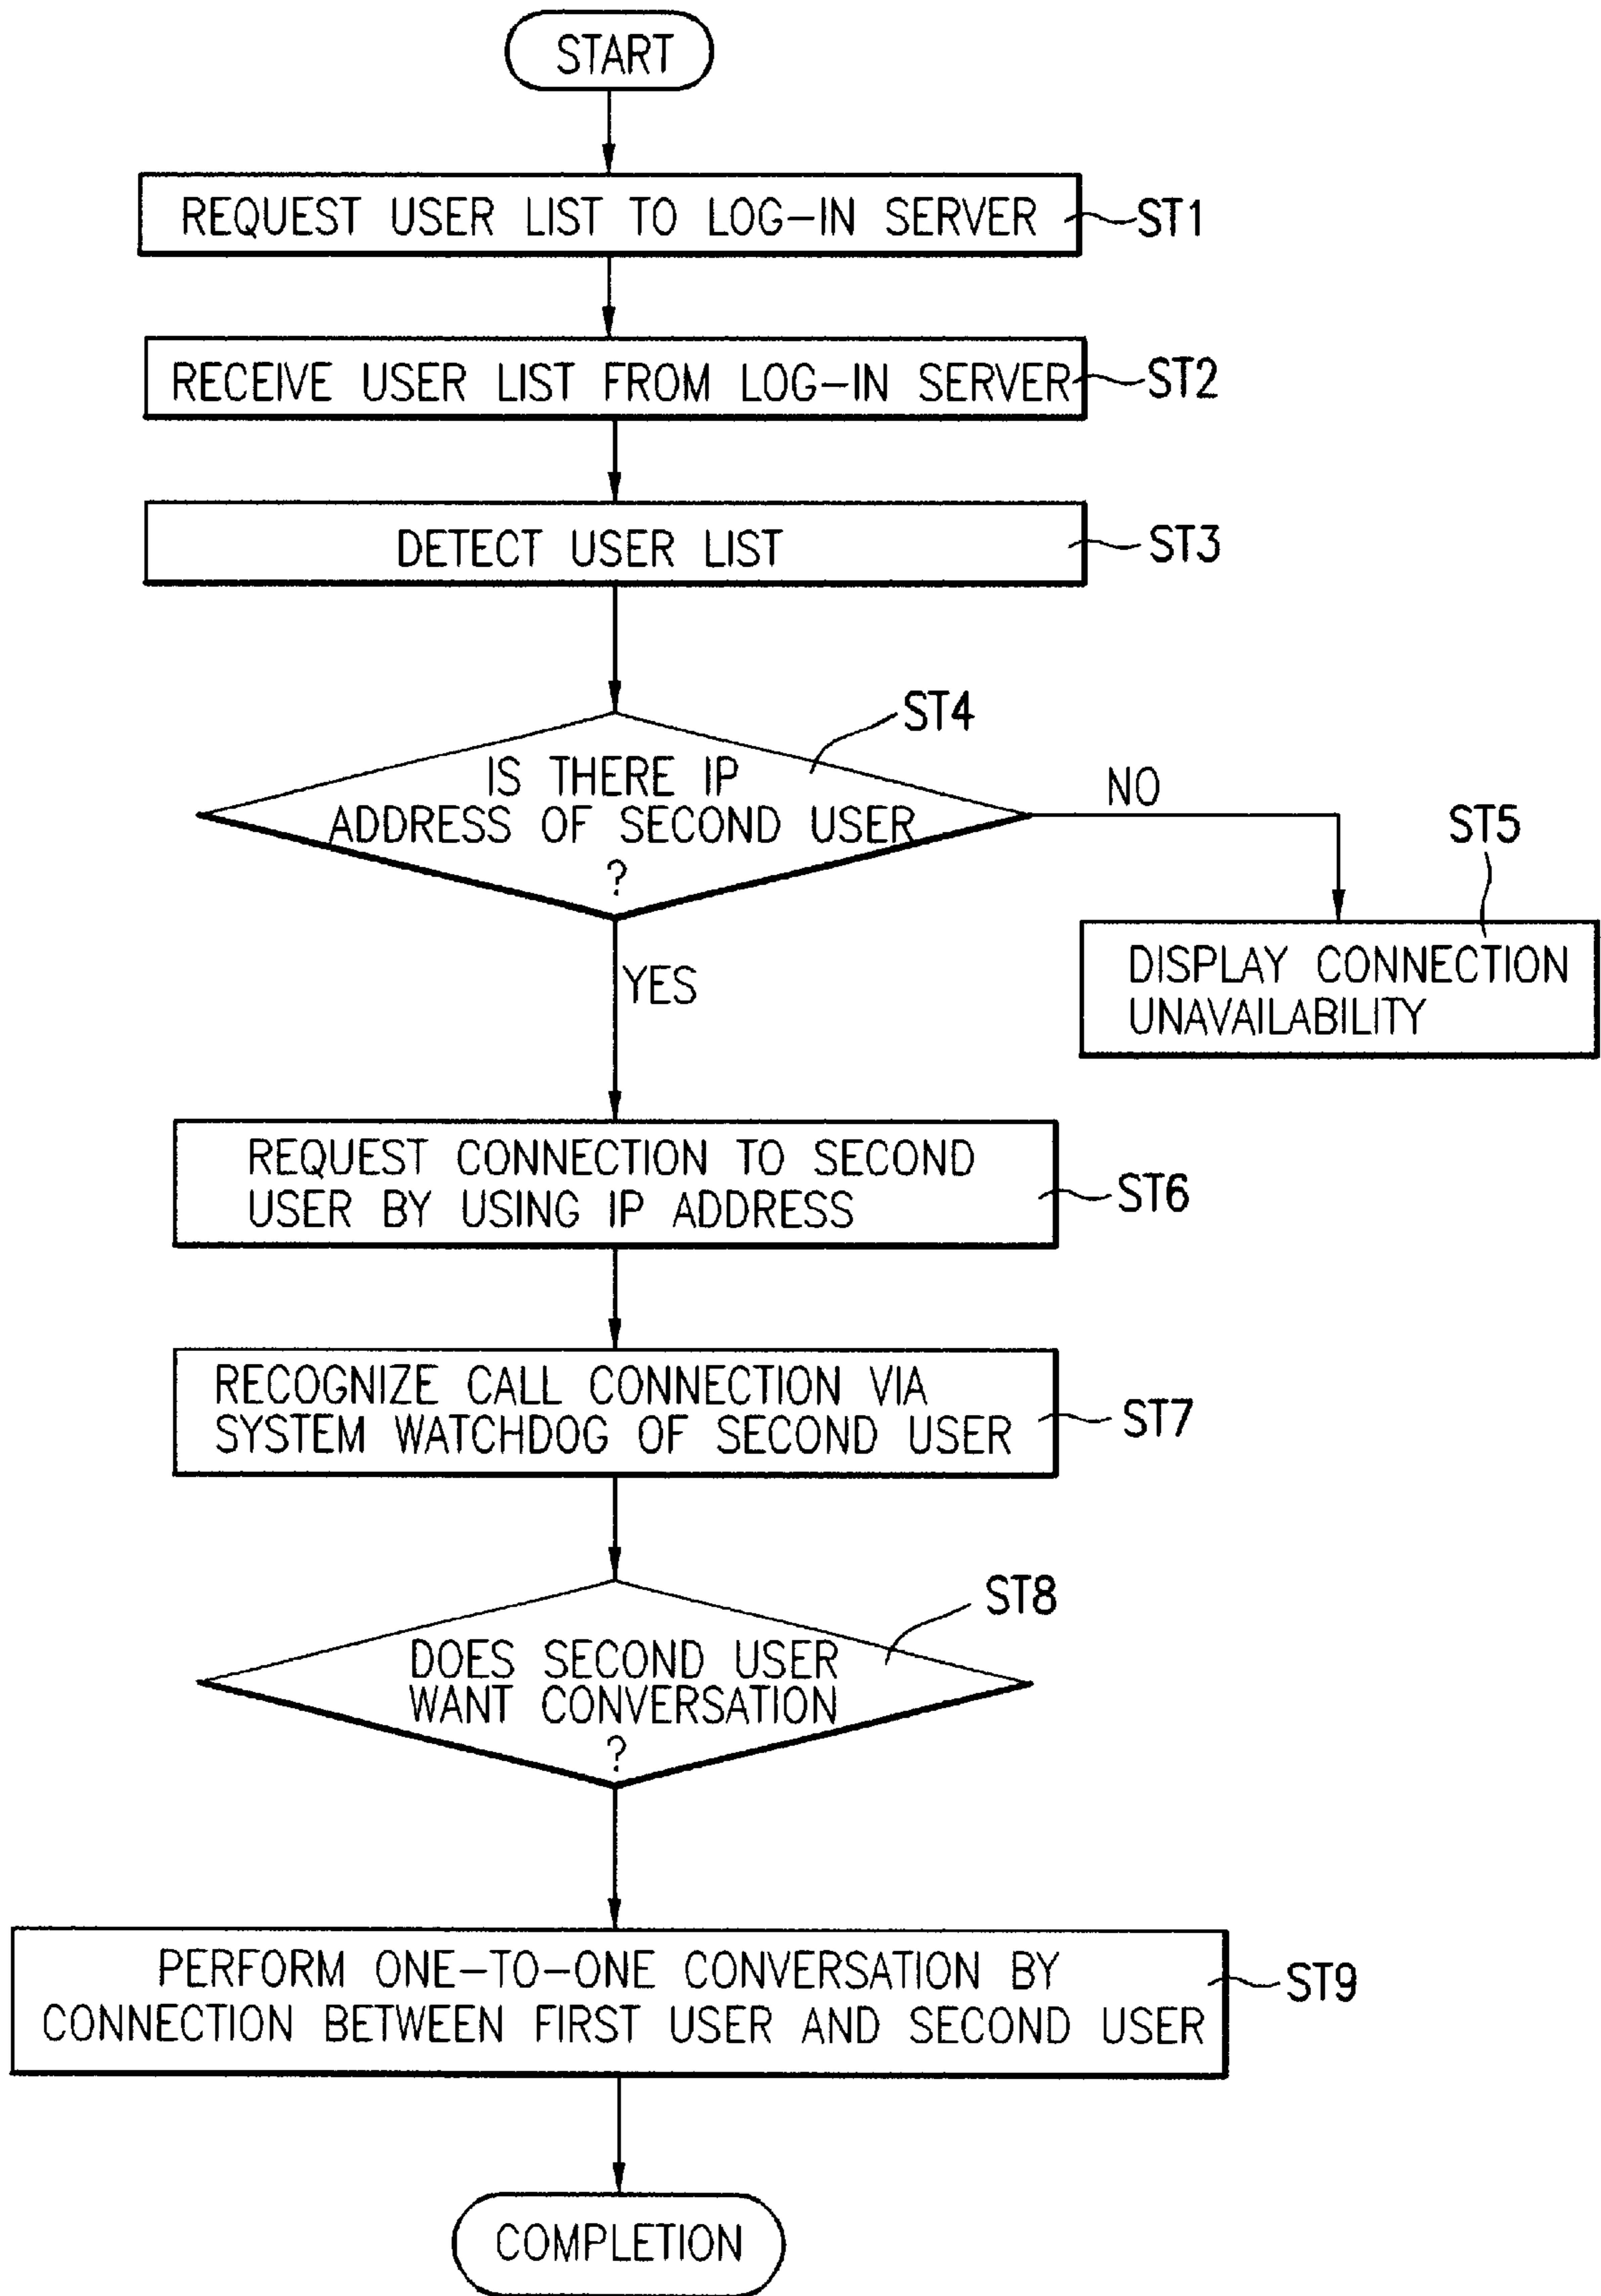 START
REQUEST USER LIST TO LOG-IN SERVER
ST1
RECEIVE USER LIST FROM LOG-IN SERVER
ST2
DETECT USER LIST
ST3
ST4
IS THERE IP
ADDRESS OF SECOND USER
?
NO
ST5
DISPLAY CONNECTION
UNAVAILABILITY
YES
REQUEST CONNECTION TO SECOND
USER BY USING IP ADDRESS
ST6
RECOGNIZE CALL CONNECTION VIA
SYSTEM WATCHDOG OF SECOND USER
ST7
ST8
DOES SECOND USER
WANT CONVERSATION
?
PERFORM ONE-TO-ONE CONVERSATION BY
CONNECTION BETWEEN FIRST USER AND SECOND USER
ST9
COMPLETION